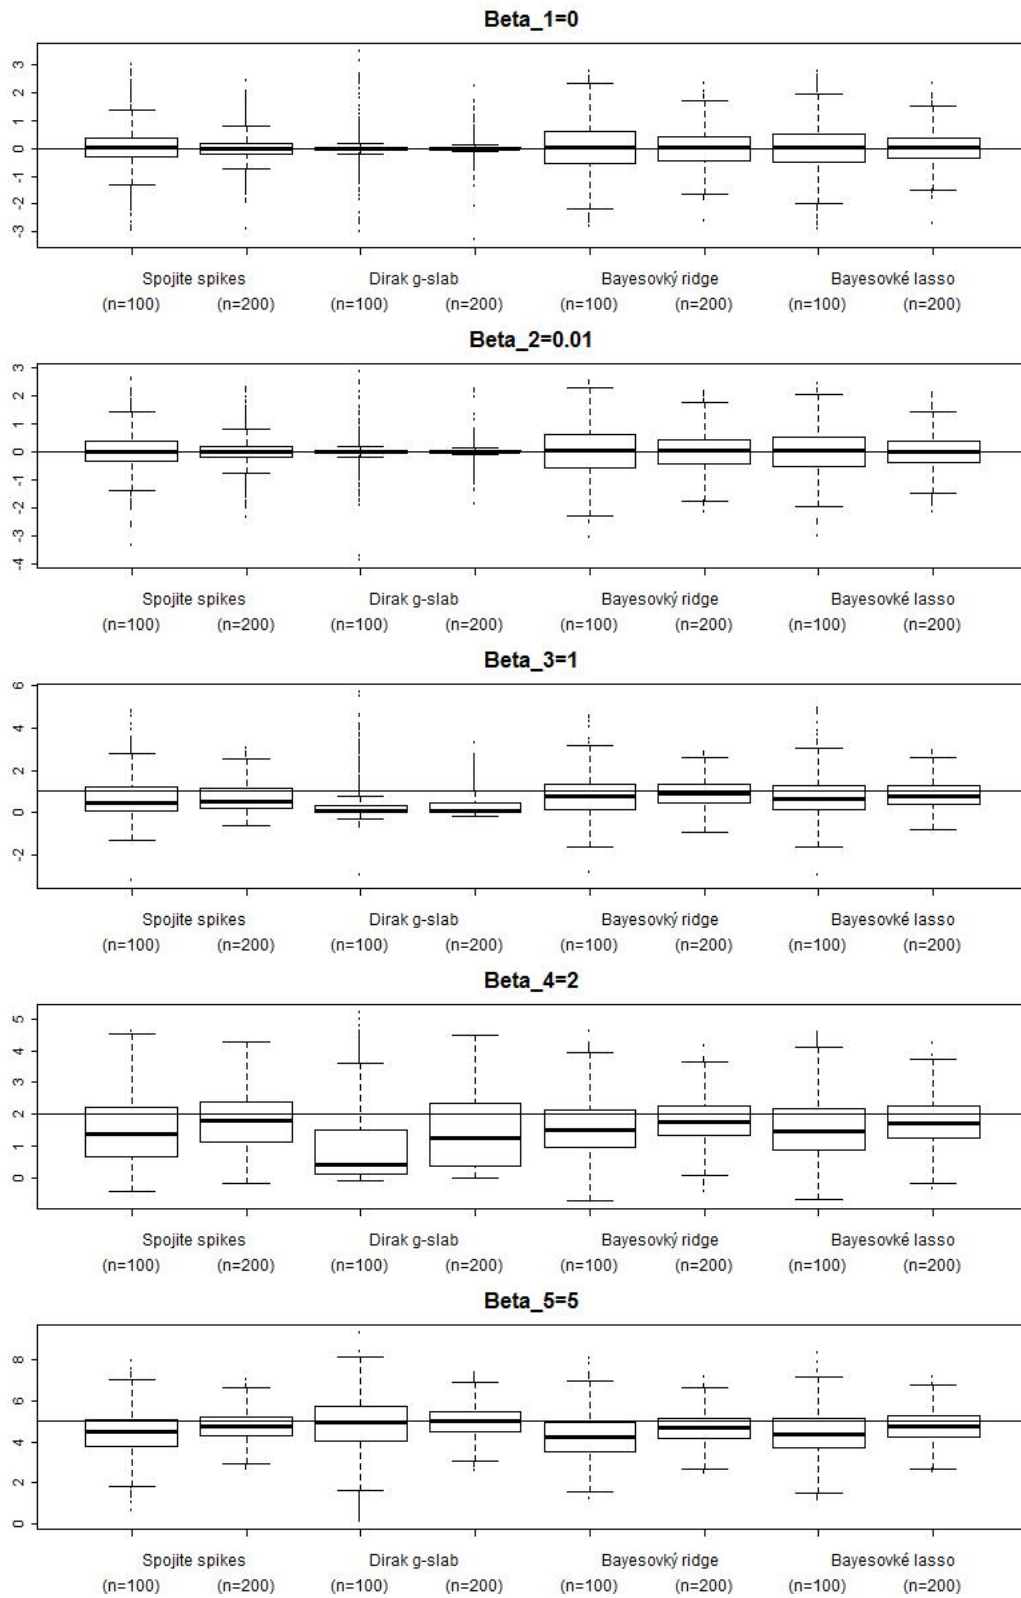 Beta_1=0
3
2
1
0
-1
-2
-3
Spojite spikes Dirak g-slab Bayesovký ridge Bayesovké lasso
(n=100) (n=200) (n=100) (n=200) (n=100) (n=200) (n=100) (n=200)
Beta_2=0.01
3
2
1
0
-1
-2
-3
-4
Spojite spikes Dirak g-slab Bayesovký ridge Bayesovké lasso
(n=100) (n=200) (n=100) (n=200) (n=100) (n=200) (n=100) (n=200)
Beta_3=1
6
4
2
0
-2
Spojite spikes Dirak g-slab Bayesovký ridge Bayesovké lasso
(n=100) (n=200) (n=100) (n=200) (n=100) (n=200) (n=100) (n=200)
Beta_4=2
5
4
3
2
1
0
Spojite spikes Dirak g-slab Bayesovký ridge Bayesovké lasso
(n=100) (n=200) (n=100) (n=200) (n=100) (n=200) (n=100) (n=200)
Beta_5=5
8
6
4
2
0
Spojite spikes Dirak g-slab Bayesovký ridge Bayesovké lasso
(n=100) (n=200) (n=100) (n=200) (n=100) (n=200) (n=100) (n=200)